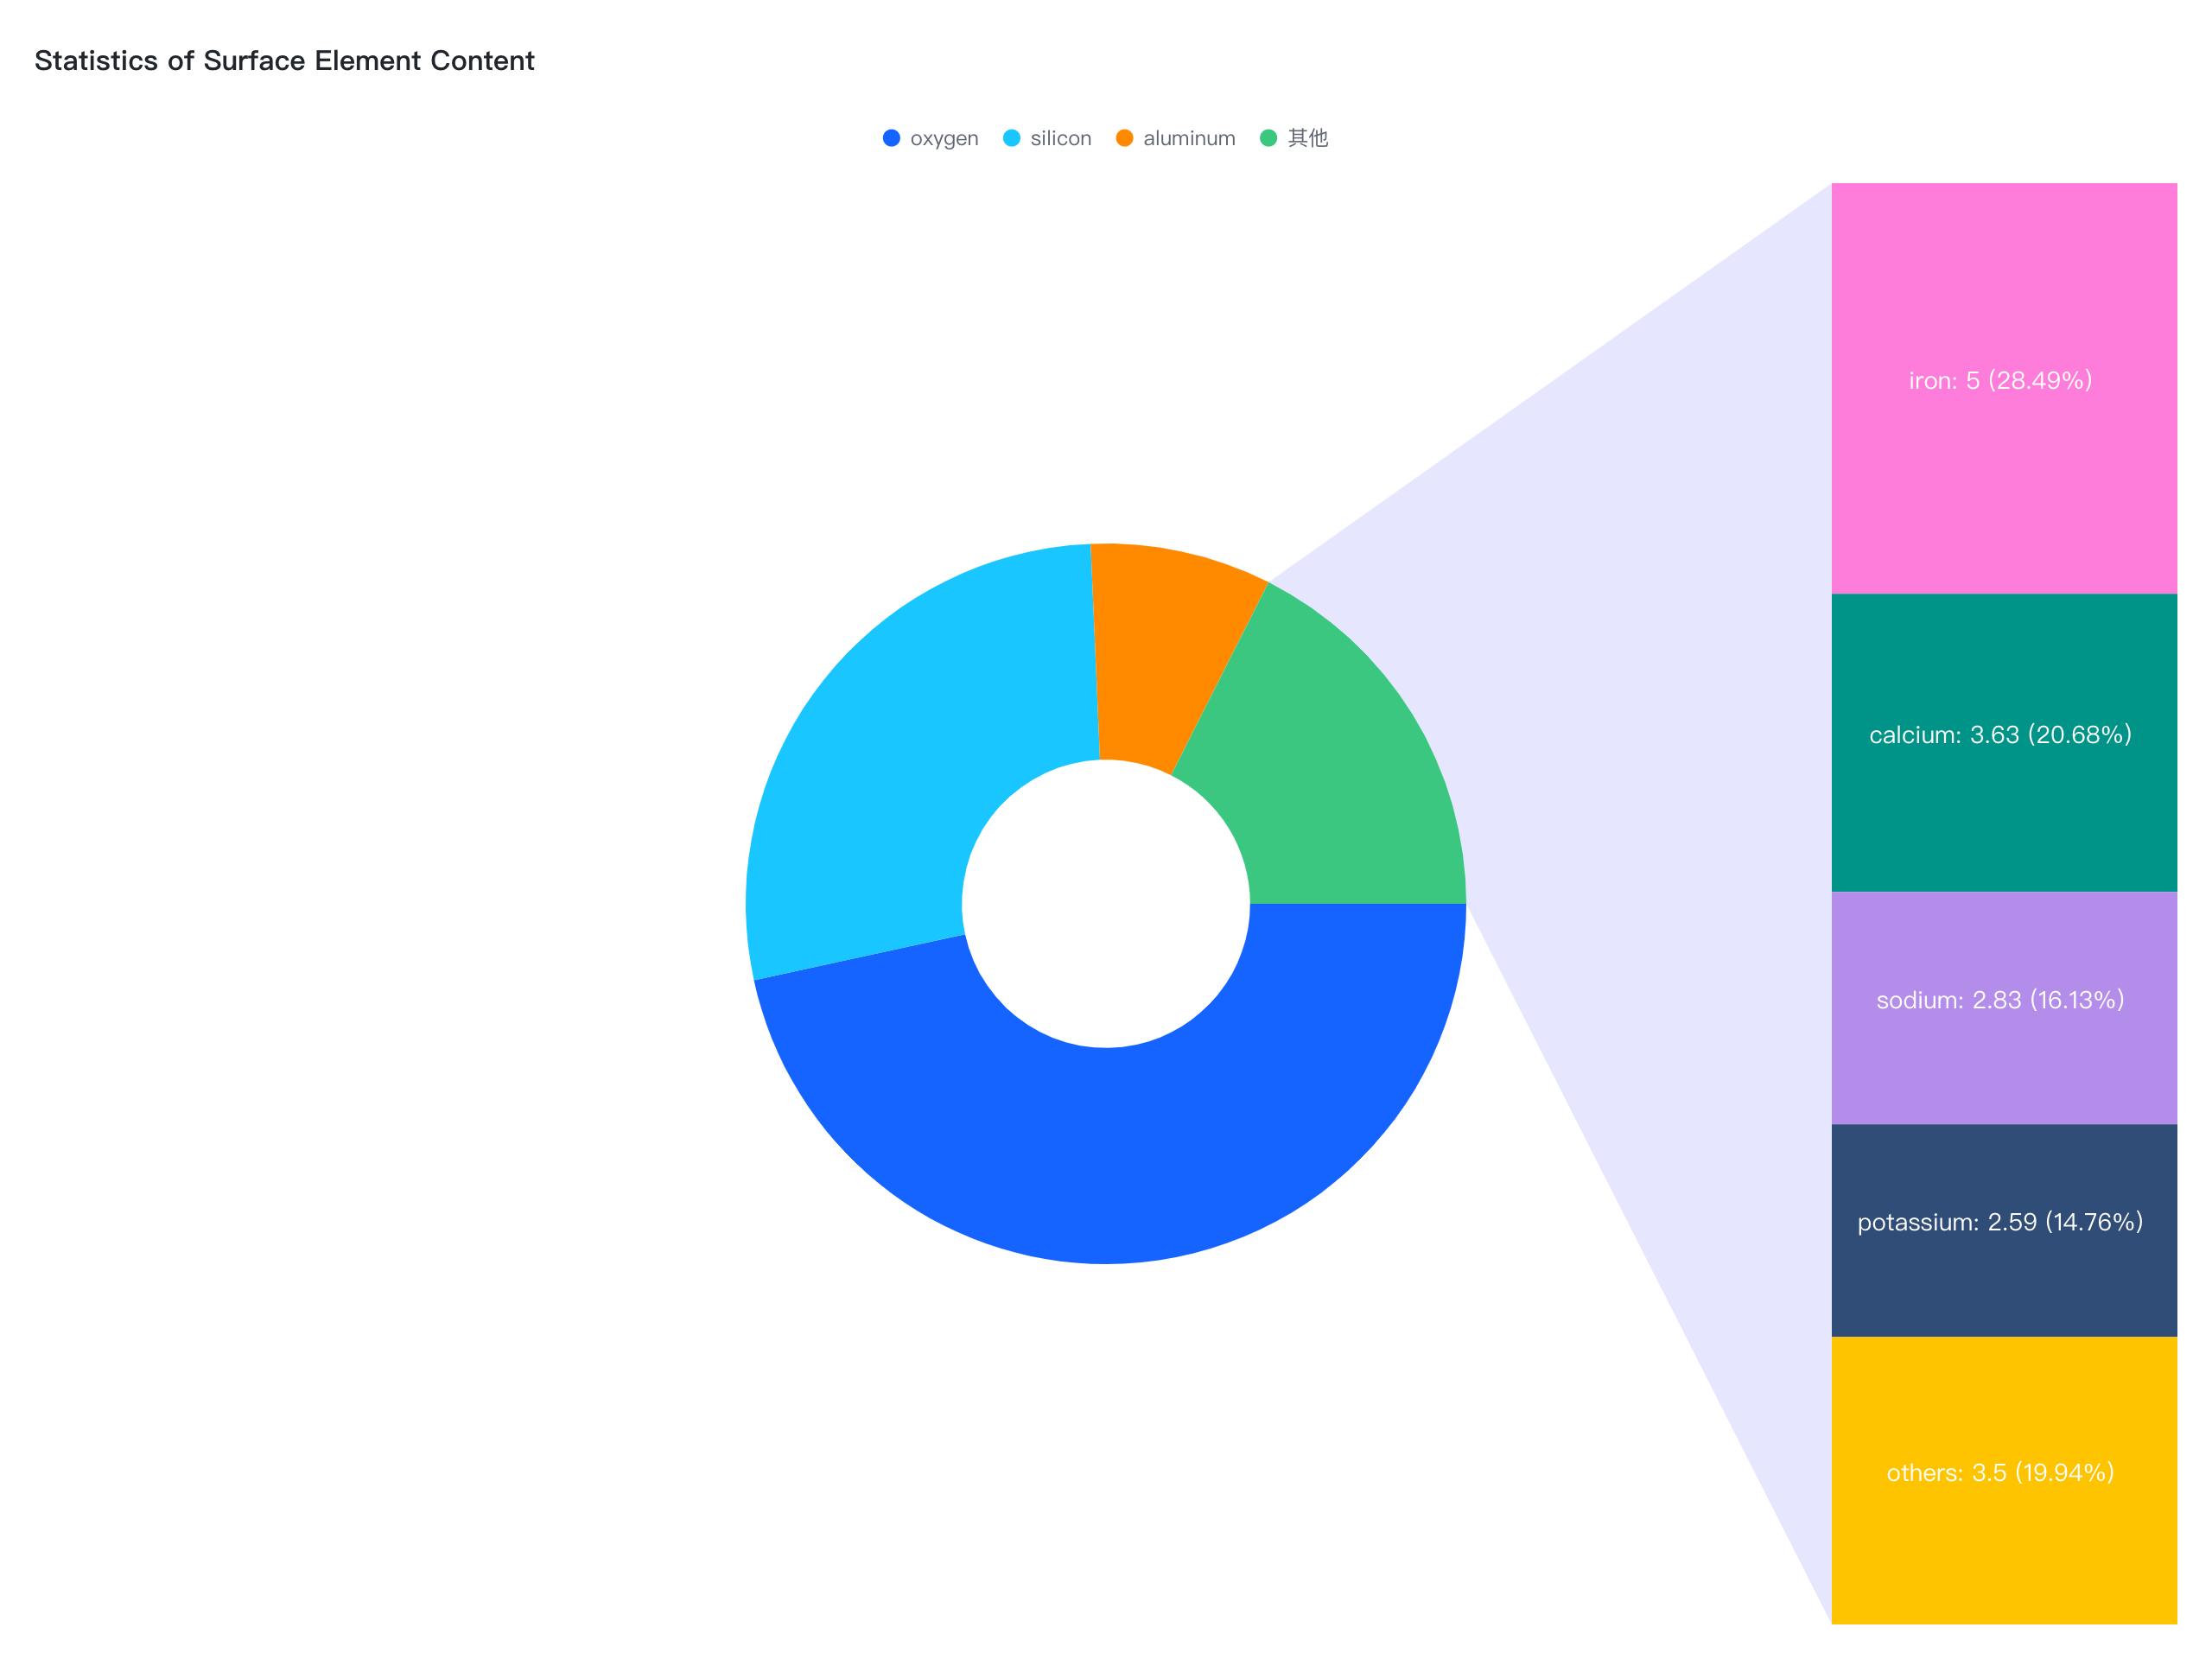 Statistics of Surface Element Content
oxygen silicon aluminum 其他
iron: 5 (28.49%)
calcium: 3.63 (20.68%)
sodium: 2.83 (16.13%)
potassium: 2.59 (14.76%)
others: 3.5 (19.94%)